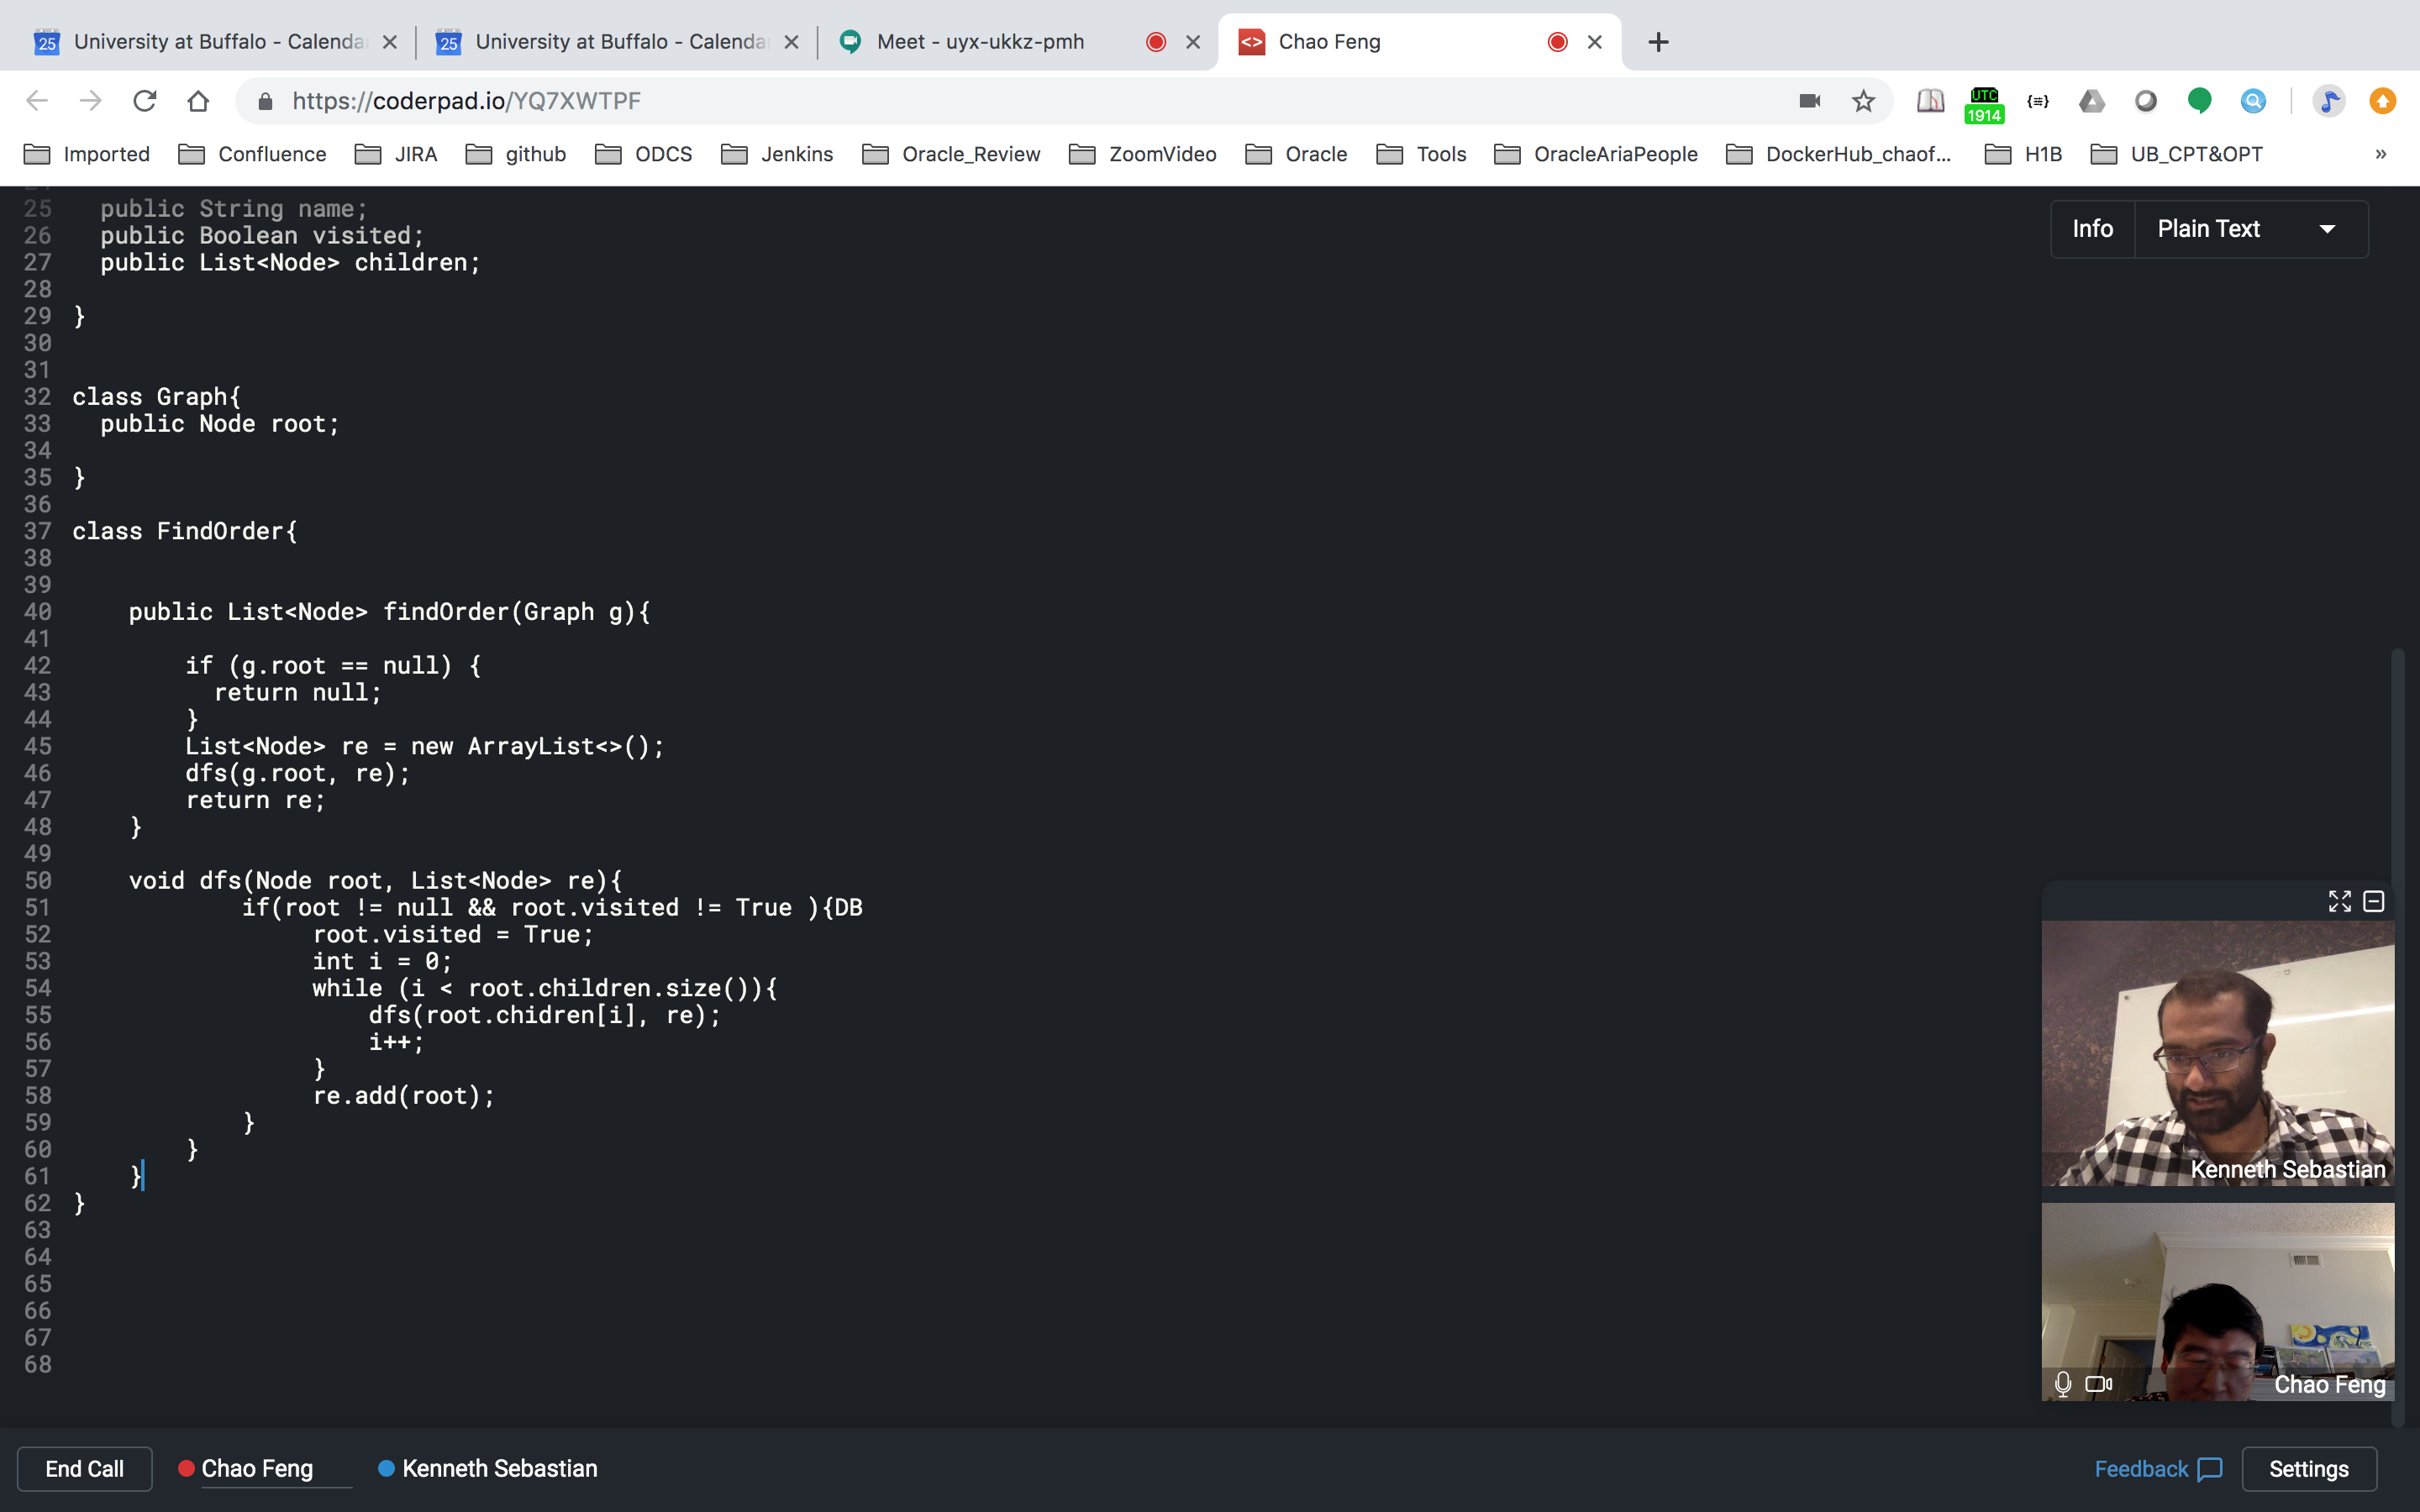 University at Buffalo - Calenda
University at Buffalo - Calenda
Meet - uyx-ukkz-pmh
Chao Feng
https://coderpad.io/YQ7XWTPF
UTC
1914
Imported
Confluence
JIRA
github
ODCS
Jenkins
Oracle_Review
ZoomVideo
Oracle
Tools
OracleAriaPeople
DockerHub_chaof...
H1B
UB_CPT&OPT
»
Info
Plain Text
25 public String name;
26 public Boolean visited;
27 public List<Node> children;
28
29 }
30
31
32 class Graph{
33 public Node root;
34
35 }
36
37 class FindOrder{
38
39
40 public List<Node> findOrder(Graph g){
41
42 if (g.root == null) {
43 return null;
44 }
45 List<Node> re = new ArrayList<>();
46 dfs(g.root, re);
47 return re;
48 }
49
50 void dfs(Node root, List<Node> re){
51 if(root != null && root.visited != True ){DB
52 root.visited = True;
53 int i = 0;
54 while (i < root.children.size()){
55 dfs(root.chidren[i], re);
56 i++;
57 }
58 re.add(root);
59 }
60 }
61 }
62 }
63
64
65
66
67
68
Kenneth Sebastian
Chao Feng
End Call
Chao Feng
Kenneth Sebastian
Feedback
Settings